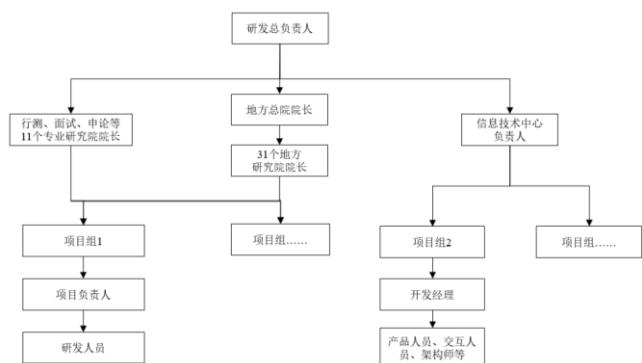 研发总负责人
行测、面试、申论等
11个专业研究院院长
地方总院院长
信息技术中心
负责人
31个地方
研究院院长
项目组1
项目组……
项目组2
项目组……
项目负责人
开发经理
研发人员
产品人员、交互人
员、架构师等